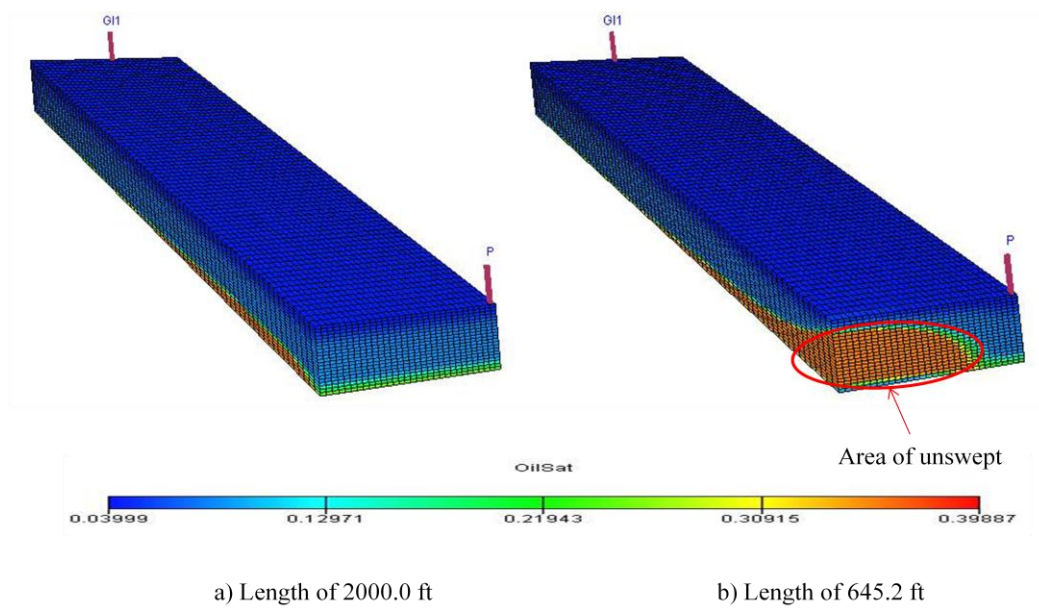 GI1
GI1
P
P
Area of unswept
OilSat
0.03999 0.12971 0.21943 0.30915 0.39887
a) Length of 2000.0 ft
b) Length of 645.2 ft